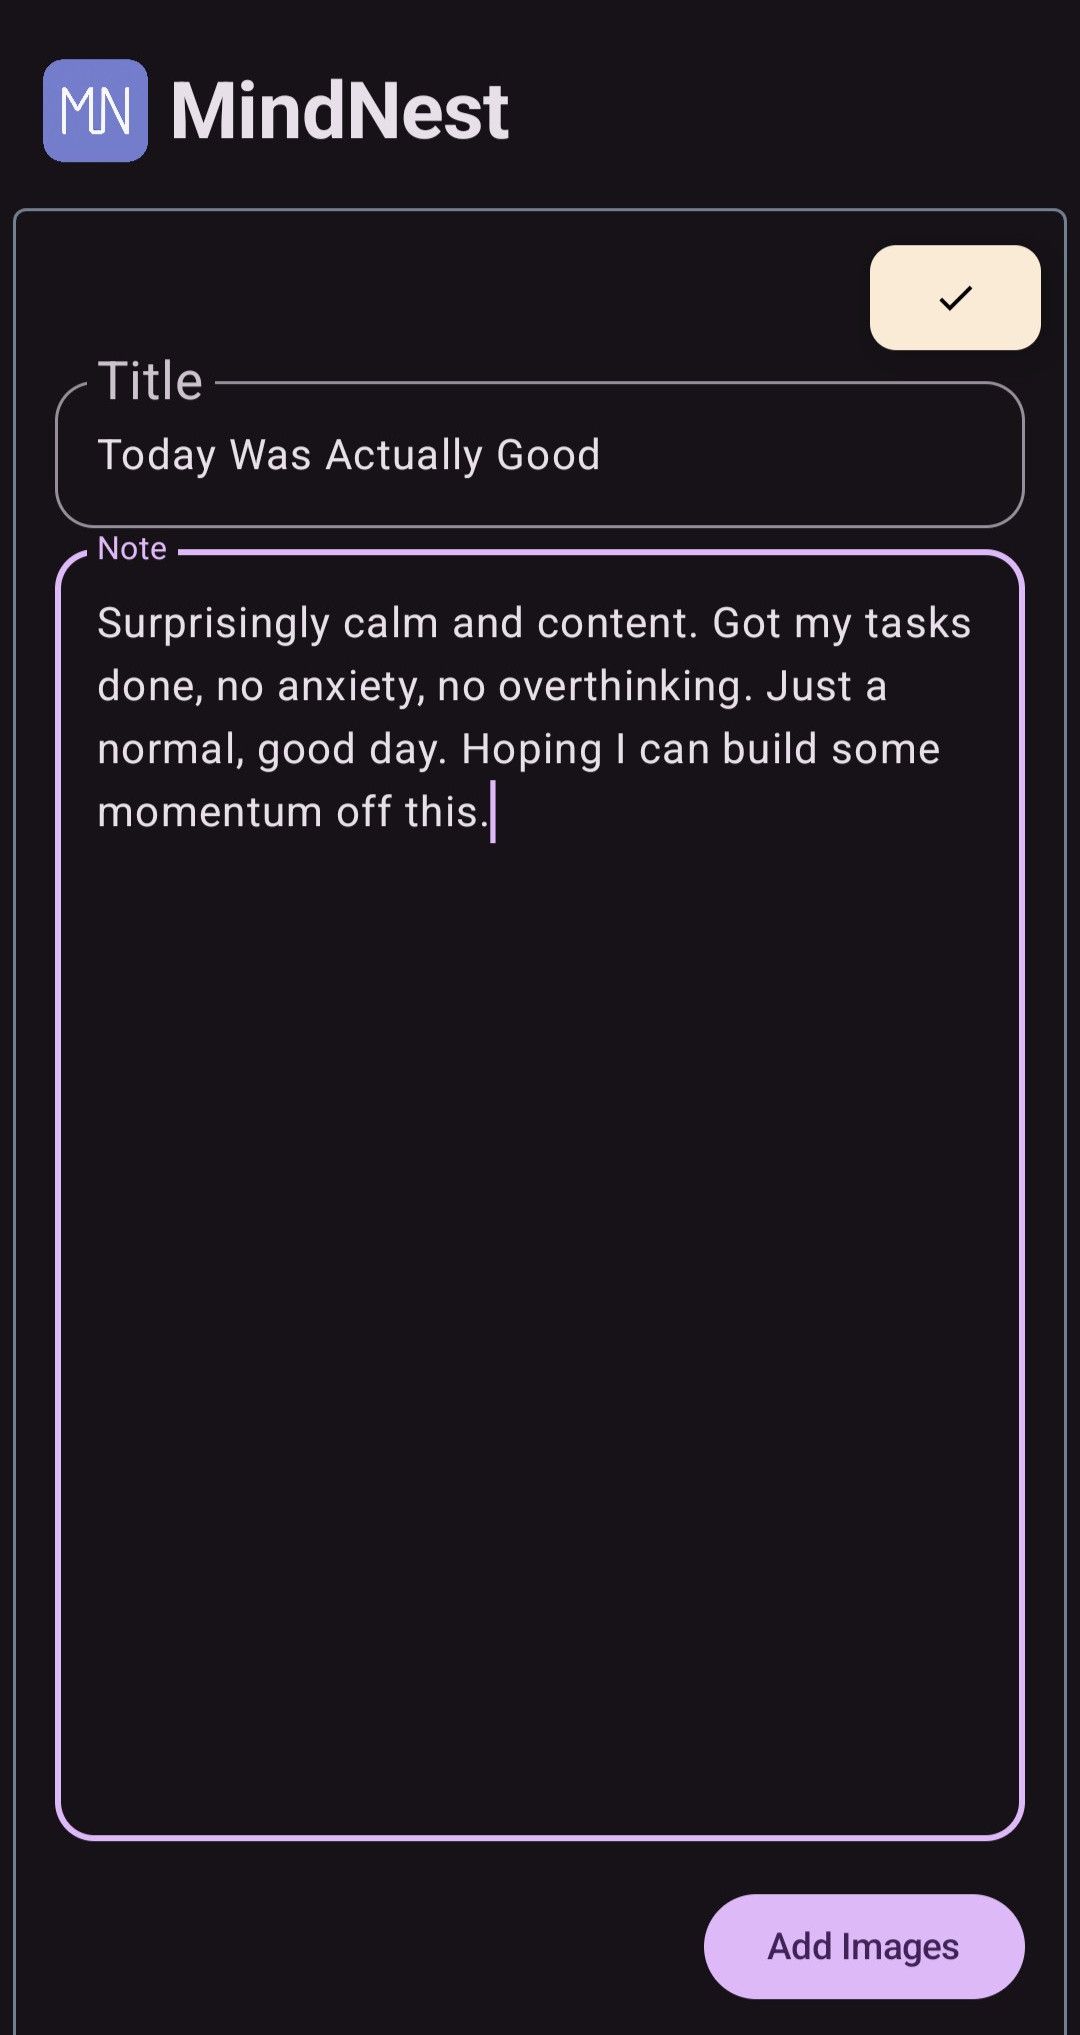 MN MindNest
Title
Today Was Actually Good
Note
Surprisingly calm and content. Got my tasks
done, no anxiety, no overthinking. Just a
normal, good day. Hoping I can build some
momentum off this.
Add Images